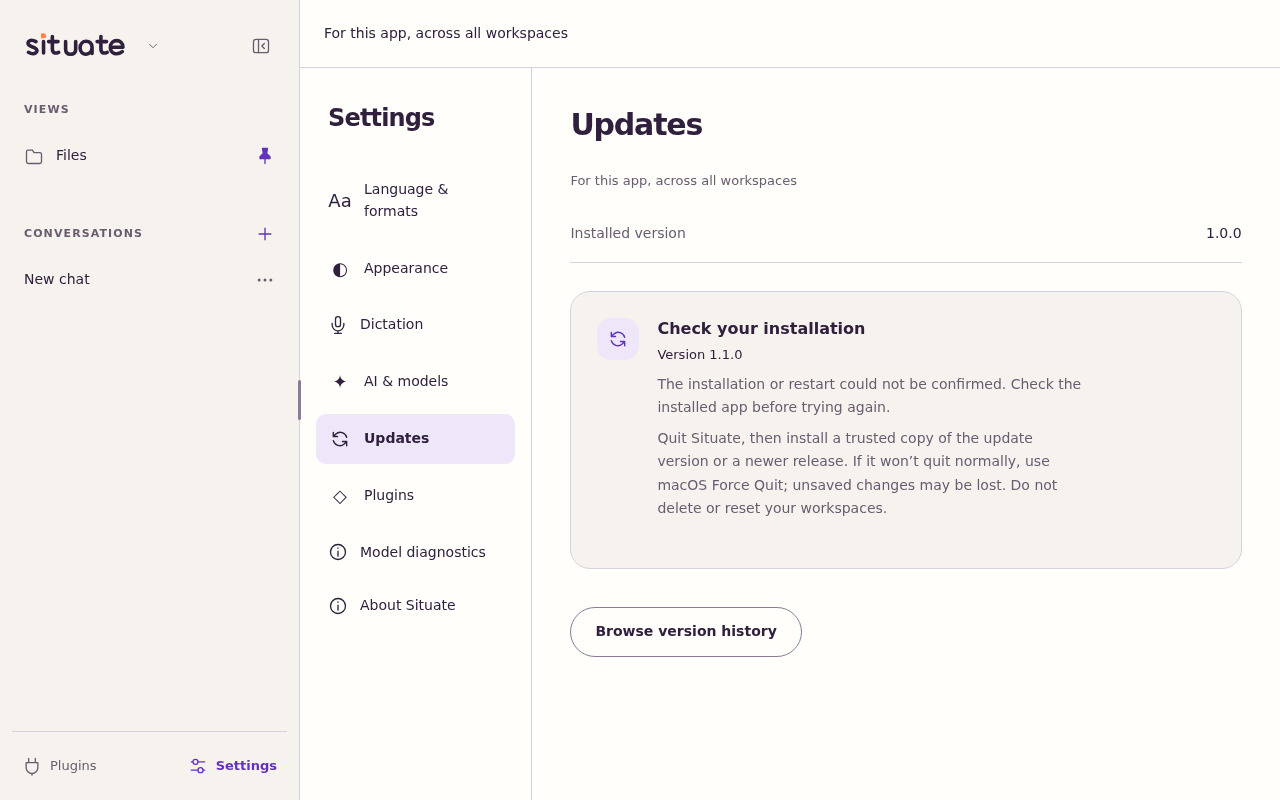 situate
VIEWS
Files
CONVERSATIONS
New chat
Plugins
Settings
For this app, across all workspaces
Settings
Aa Language &
formats
Appearance
Dictation
AI & models
Updates
Plugins
Model diagnostics
About Situate
Updates
For this app, across all workspaces
Installed version 1.0.0
Check your installation
Version 1.1.0
The installation or restart could not be confirmed. Check the
installed app before trying again.
Quit Situate, then install a trusted copy of the update
version or a newer release. If it won’t quit normally, use
macOS Force Quit; unsaved changes may be lost. Do not
delete or reset your workspaces.
Browse version history